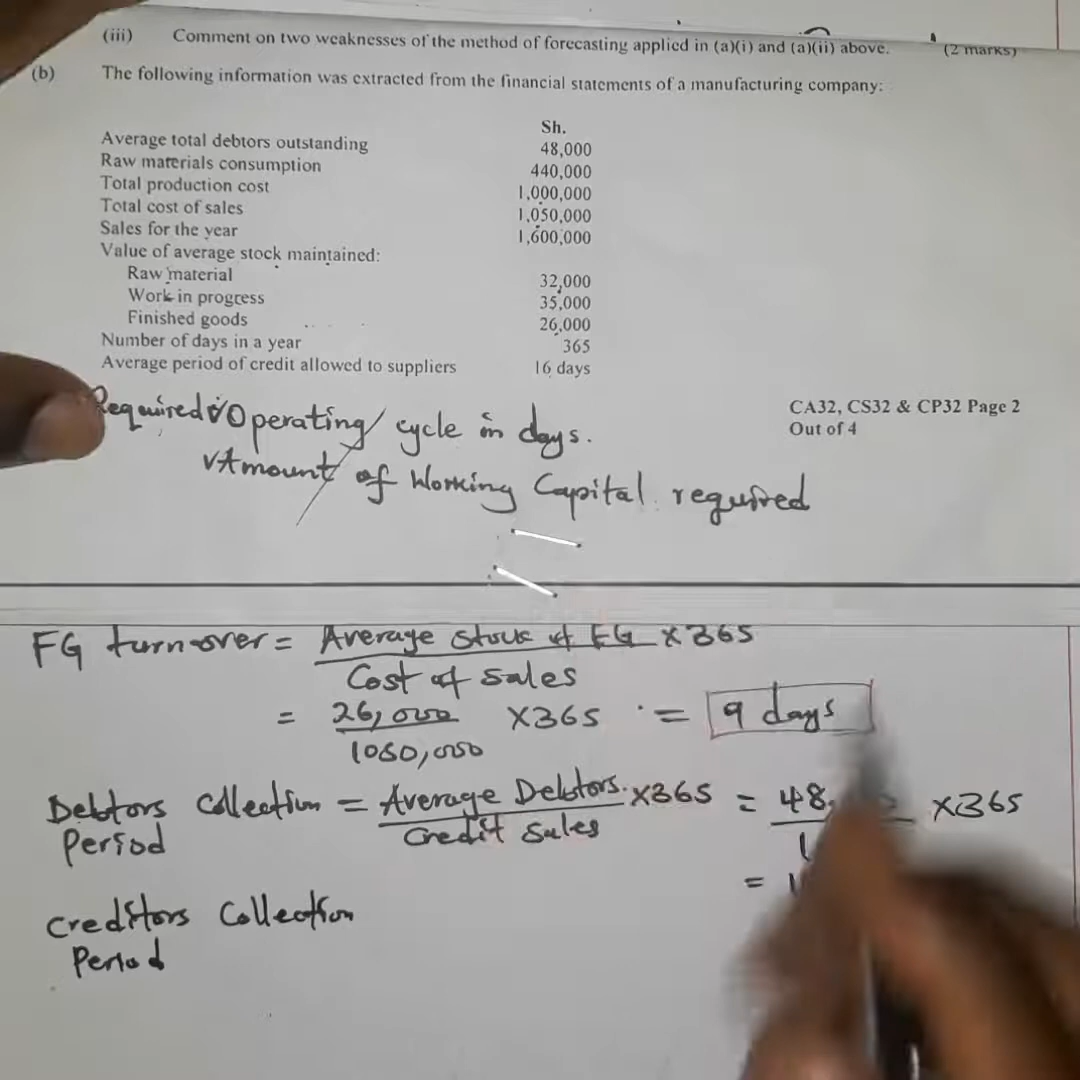 (iii) Comment on two weaknesses of the method of forecasting applied in (a)(i) and (a)(ii) above. (2 marks)
(b) The following information was extracted from the financial statements of a manufacturing company:
Sh.
Average total debtors outstanding 48,000
Raw materials consumption 440,000
Total production cost 1,000,000
Total cost of sales 1,050,000
Sales for the year 1,600,000
Value of average stock maintained:
Raw material 32,000
Work in progress 35,000
Finished goods 26,000
Number of days in a year 365
Average period of credit allowed to suppliers 16 days
CA32, CS32 & CP32 Page 2
Out of 4
Required Operating cycle in days.
Amount of Working Capital required
FG turnover = Average stock of FG X365
Cost of sales
= 26,000 X365 = 9 days
1050,000
Debtors Collection = Average Debtors X365 = 48, X365
Period Credit Sales
=
Creditors Collection
Period